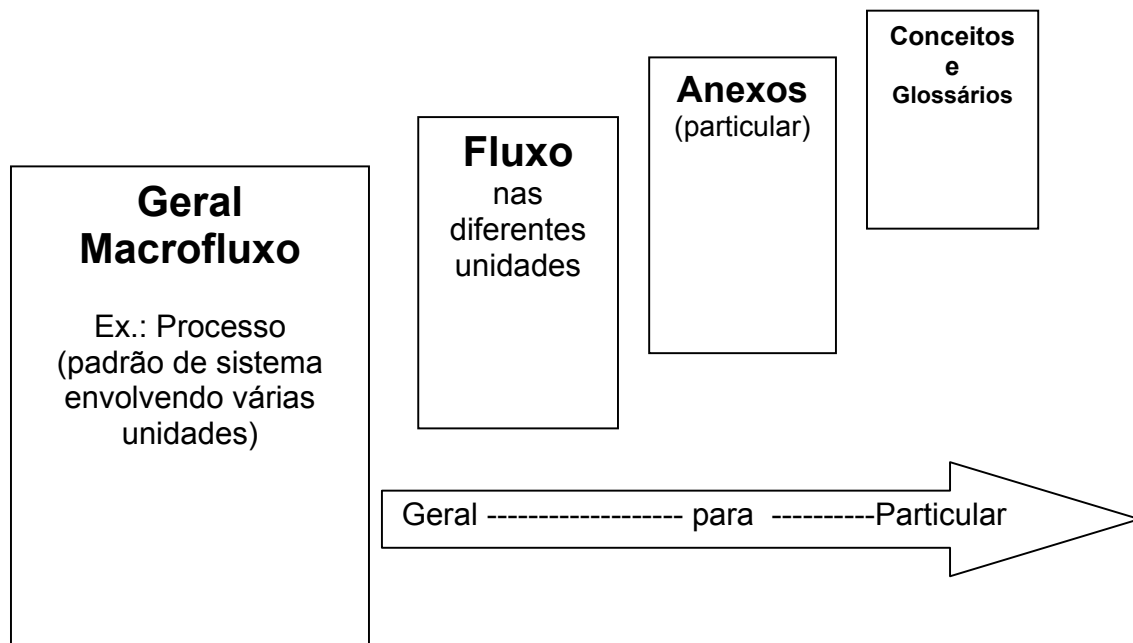 Geral
Macrofluxo
Ex.: Processo
(padrão de sistema
envolvendo várias
unidades)
Fluxo
nas
diferentes
unidades
Anexos
(particular)
Conceitos
e
Glossários
Geral ------------------- para ----------Particular